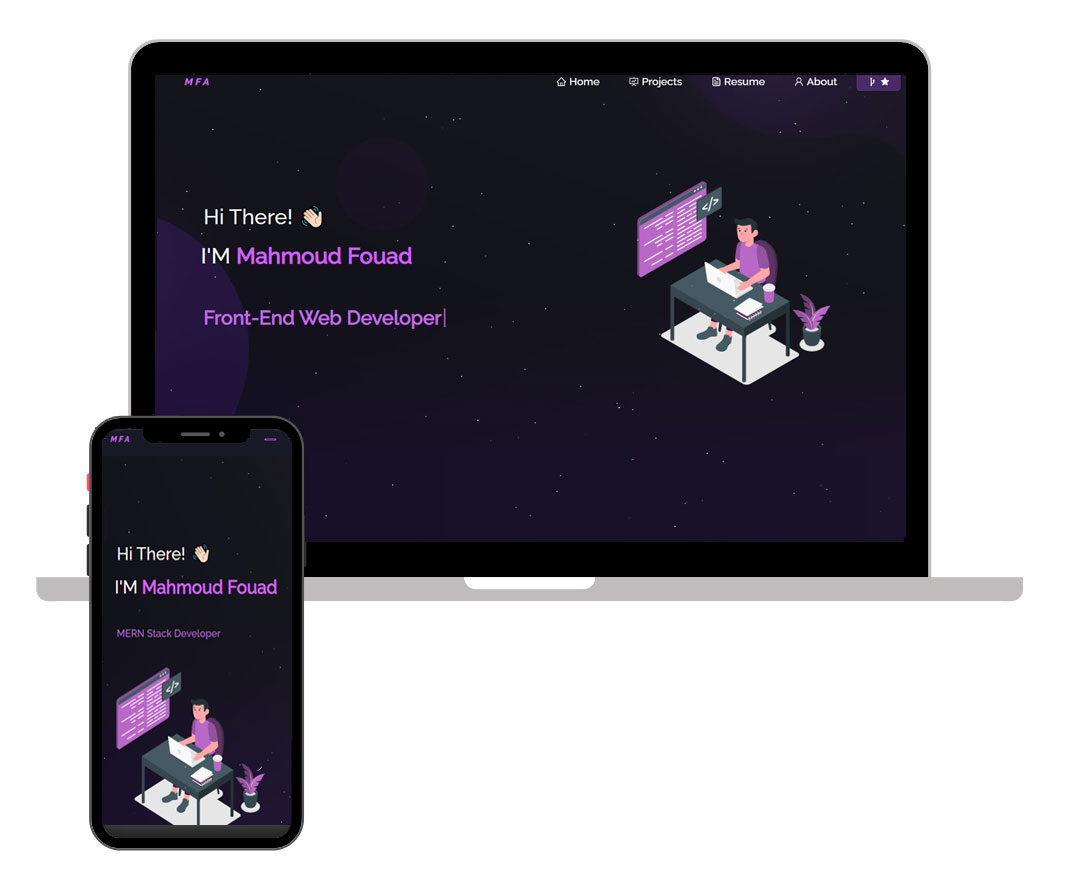 MFA
Home Projects Resume About
</>
Hi There! 👋🏻
I'M Mahmoud Fouad
Front-End Web Developer|
MFA
Hi There! 👋🏻
I'M Mahmoud Fouad
MERN Stack Developer
</>